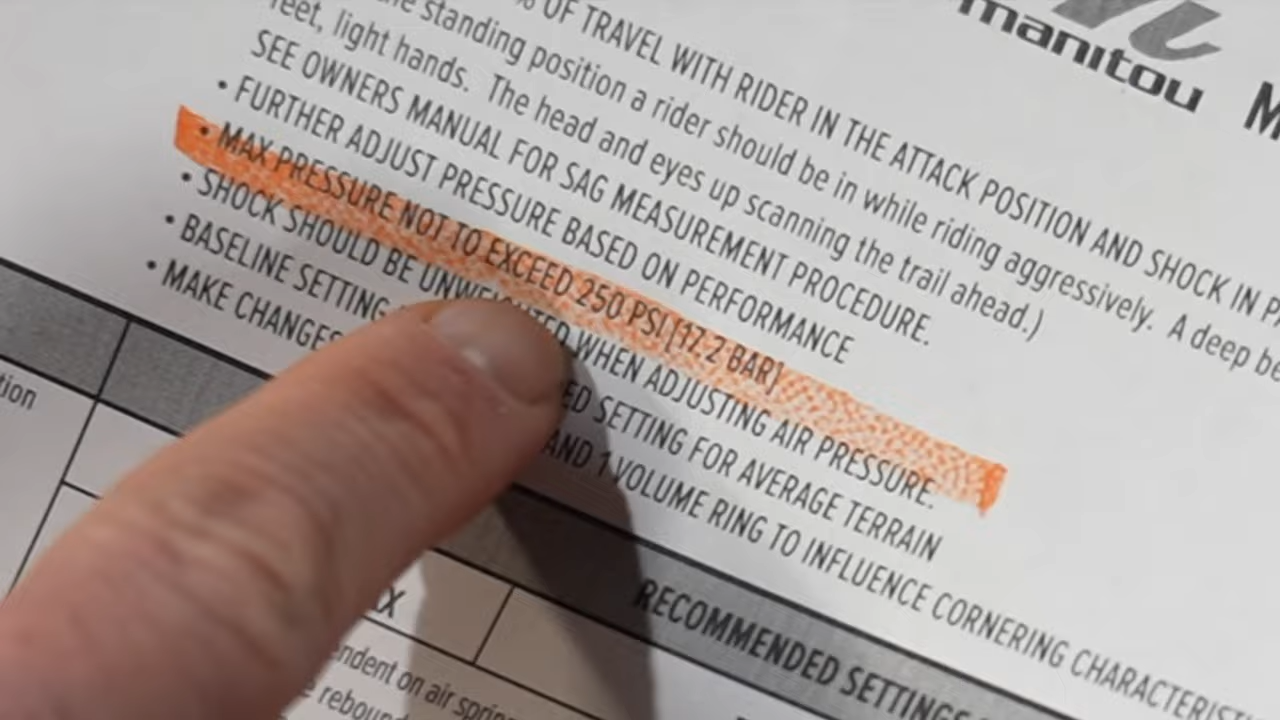 manitou
% OF TRAVEL WITH RIDER IN THE ATTACK POSITION AND SHOCK IN
standing position a rider should be in while riding aggressively. A deep
feet, light hands. The head and eyes up scanning the trail ahead.)
SEE OWNERS MANUAL FOR SAG MEASUREMENT PROCEDURE.
• FURTHER ADJUST PRESSURE BASED ON PERFORMANCE
• MAX PRESSURE NOT TO EXCEED 250 PSI [17.2 BAR]
• SHOCK SHOULD BE UNWEIGHTED WHEN ADJUSTING AIR PRESSURE.
• BASELINE SETTING SETTING FOR AVERAGE TERRAIN
• MAKE CHANGES AND 1 VOLUME RING TO INFLUENCE CORNERING
RECOMMENDED SETTINGS
on air